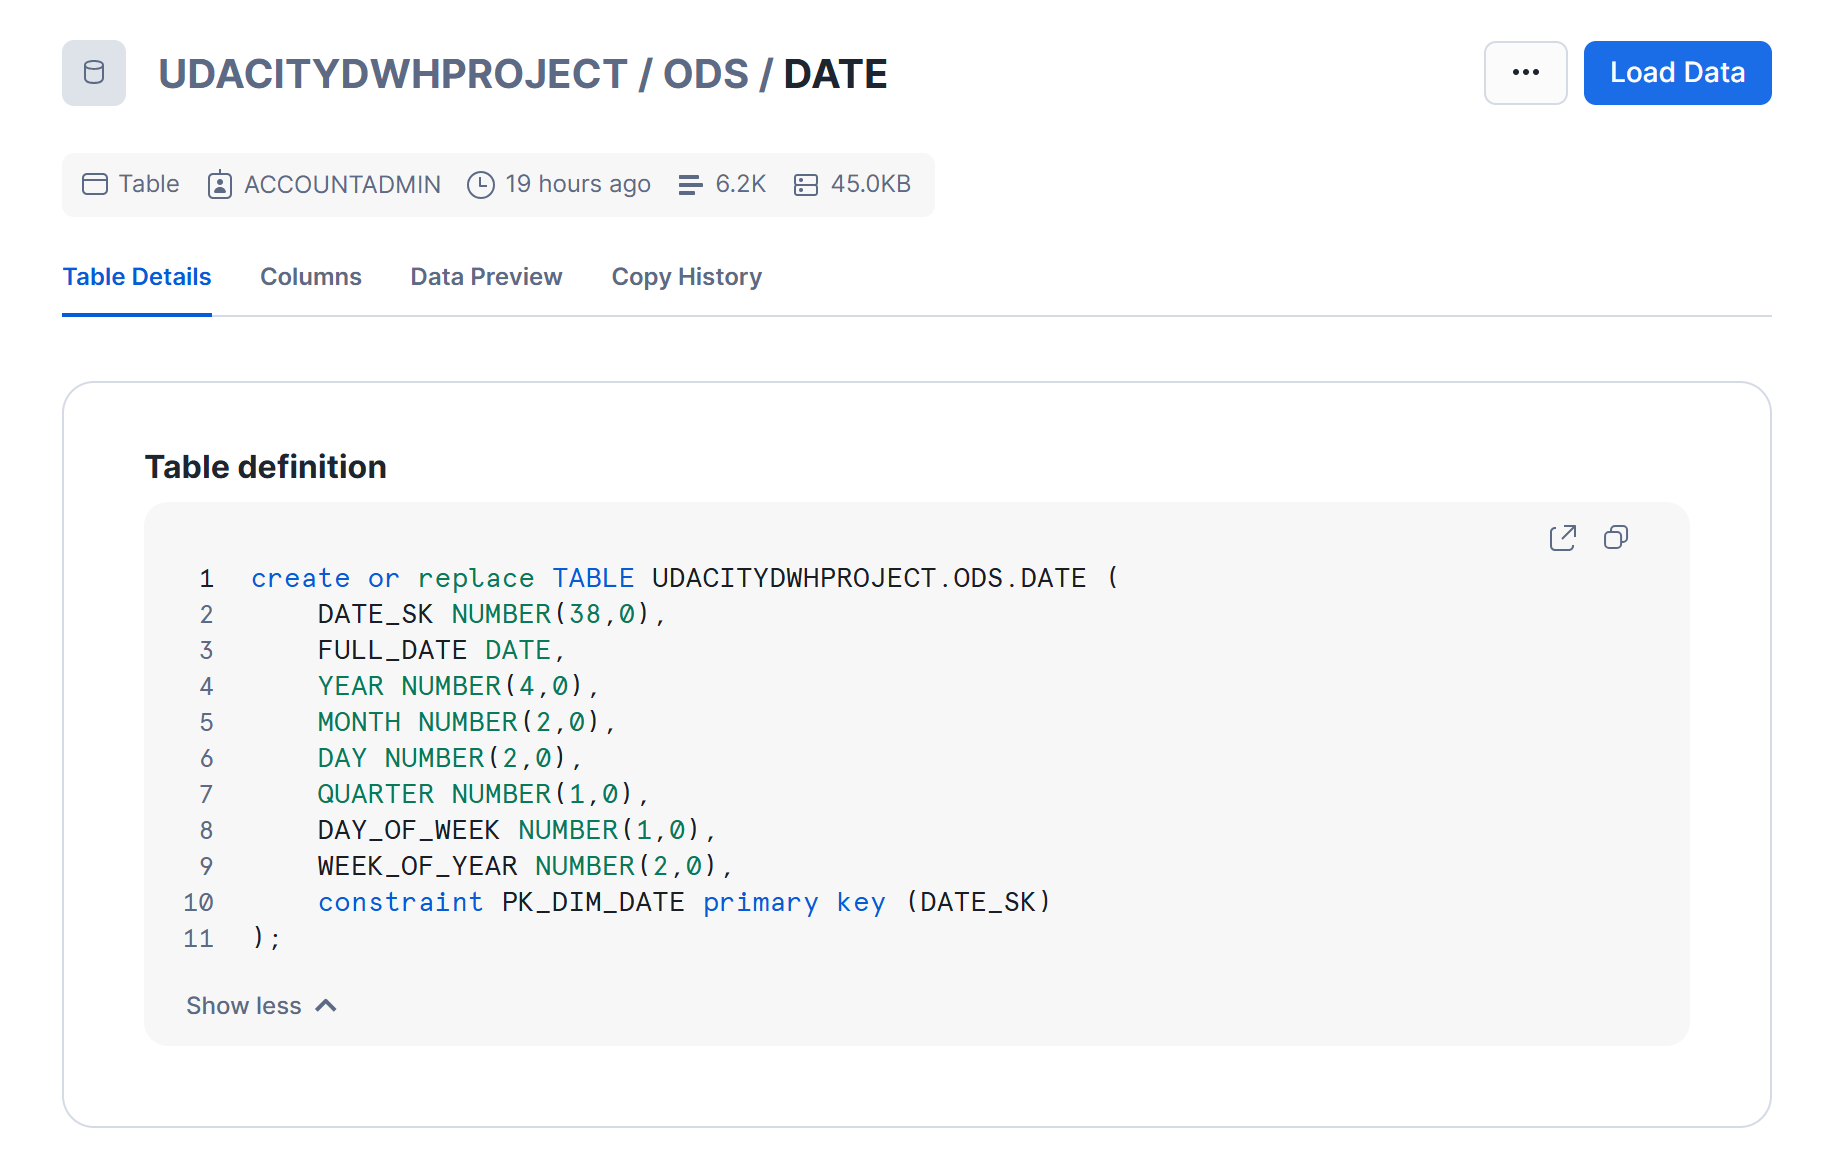 UDACITYDWHPROJECT / ODS / DATE
Load Data
Table ACCOUNTADMIN 19 hours ago 6.2K 45.0KB
Table Details Columns Data Preview Copy History
Table definition
1 create or replace TABLE UDACITYDWHPROJECT.ODS.DATE (
2 DATE_SK NUMBER(38,0),
3 FULL_DATE DATE,
4 YEAR NUMBER(4,0),
5 MONTH NUMBER(2,0),
6 DAY NUMBER(2,0),
7 QUARTER NUMBER(1,0),
8 DAY_OF_WEEK NUMBER(1,0),
9 WEEK_OF_YEAR NUMBER(2,0),
10 constraint PK_DIM_DATE primary key (DATE_SK)
11 );
Show less